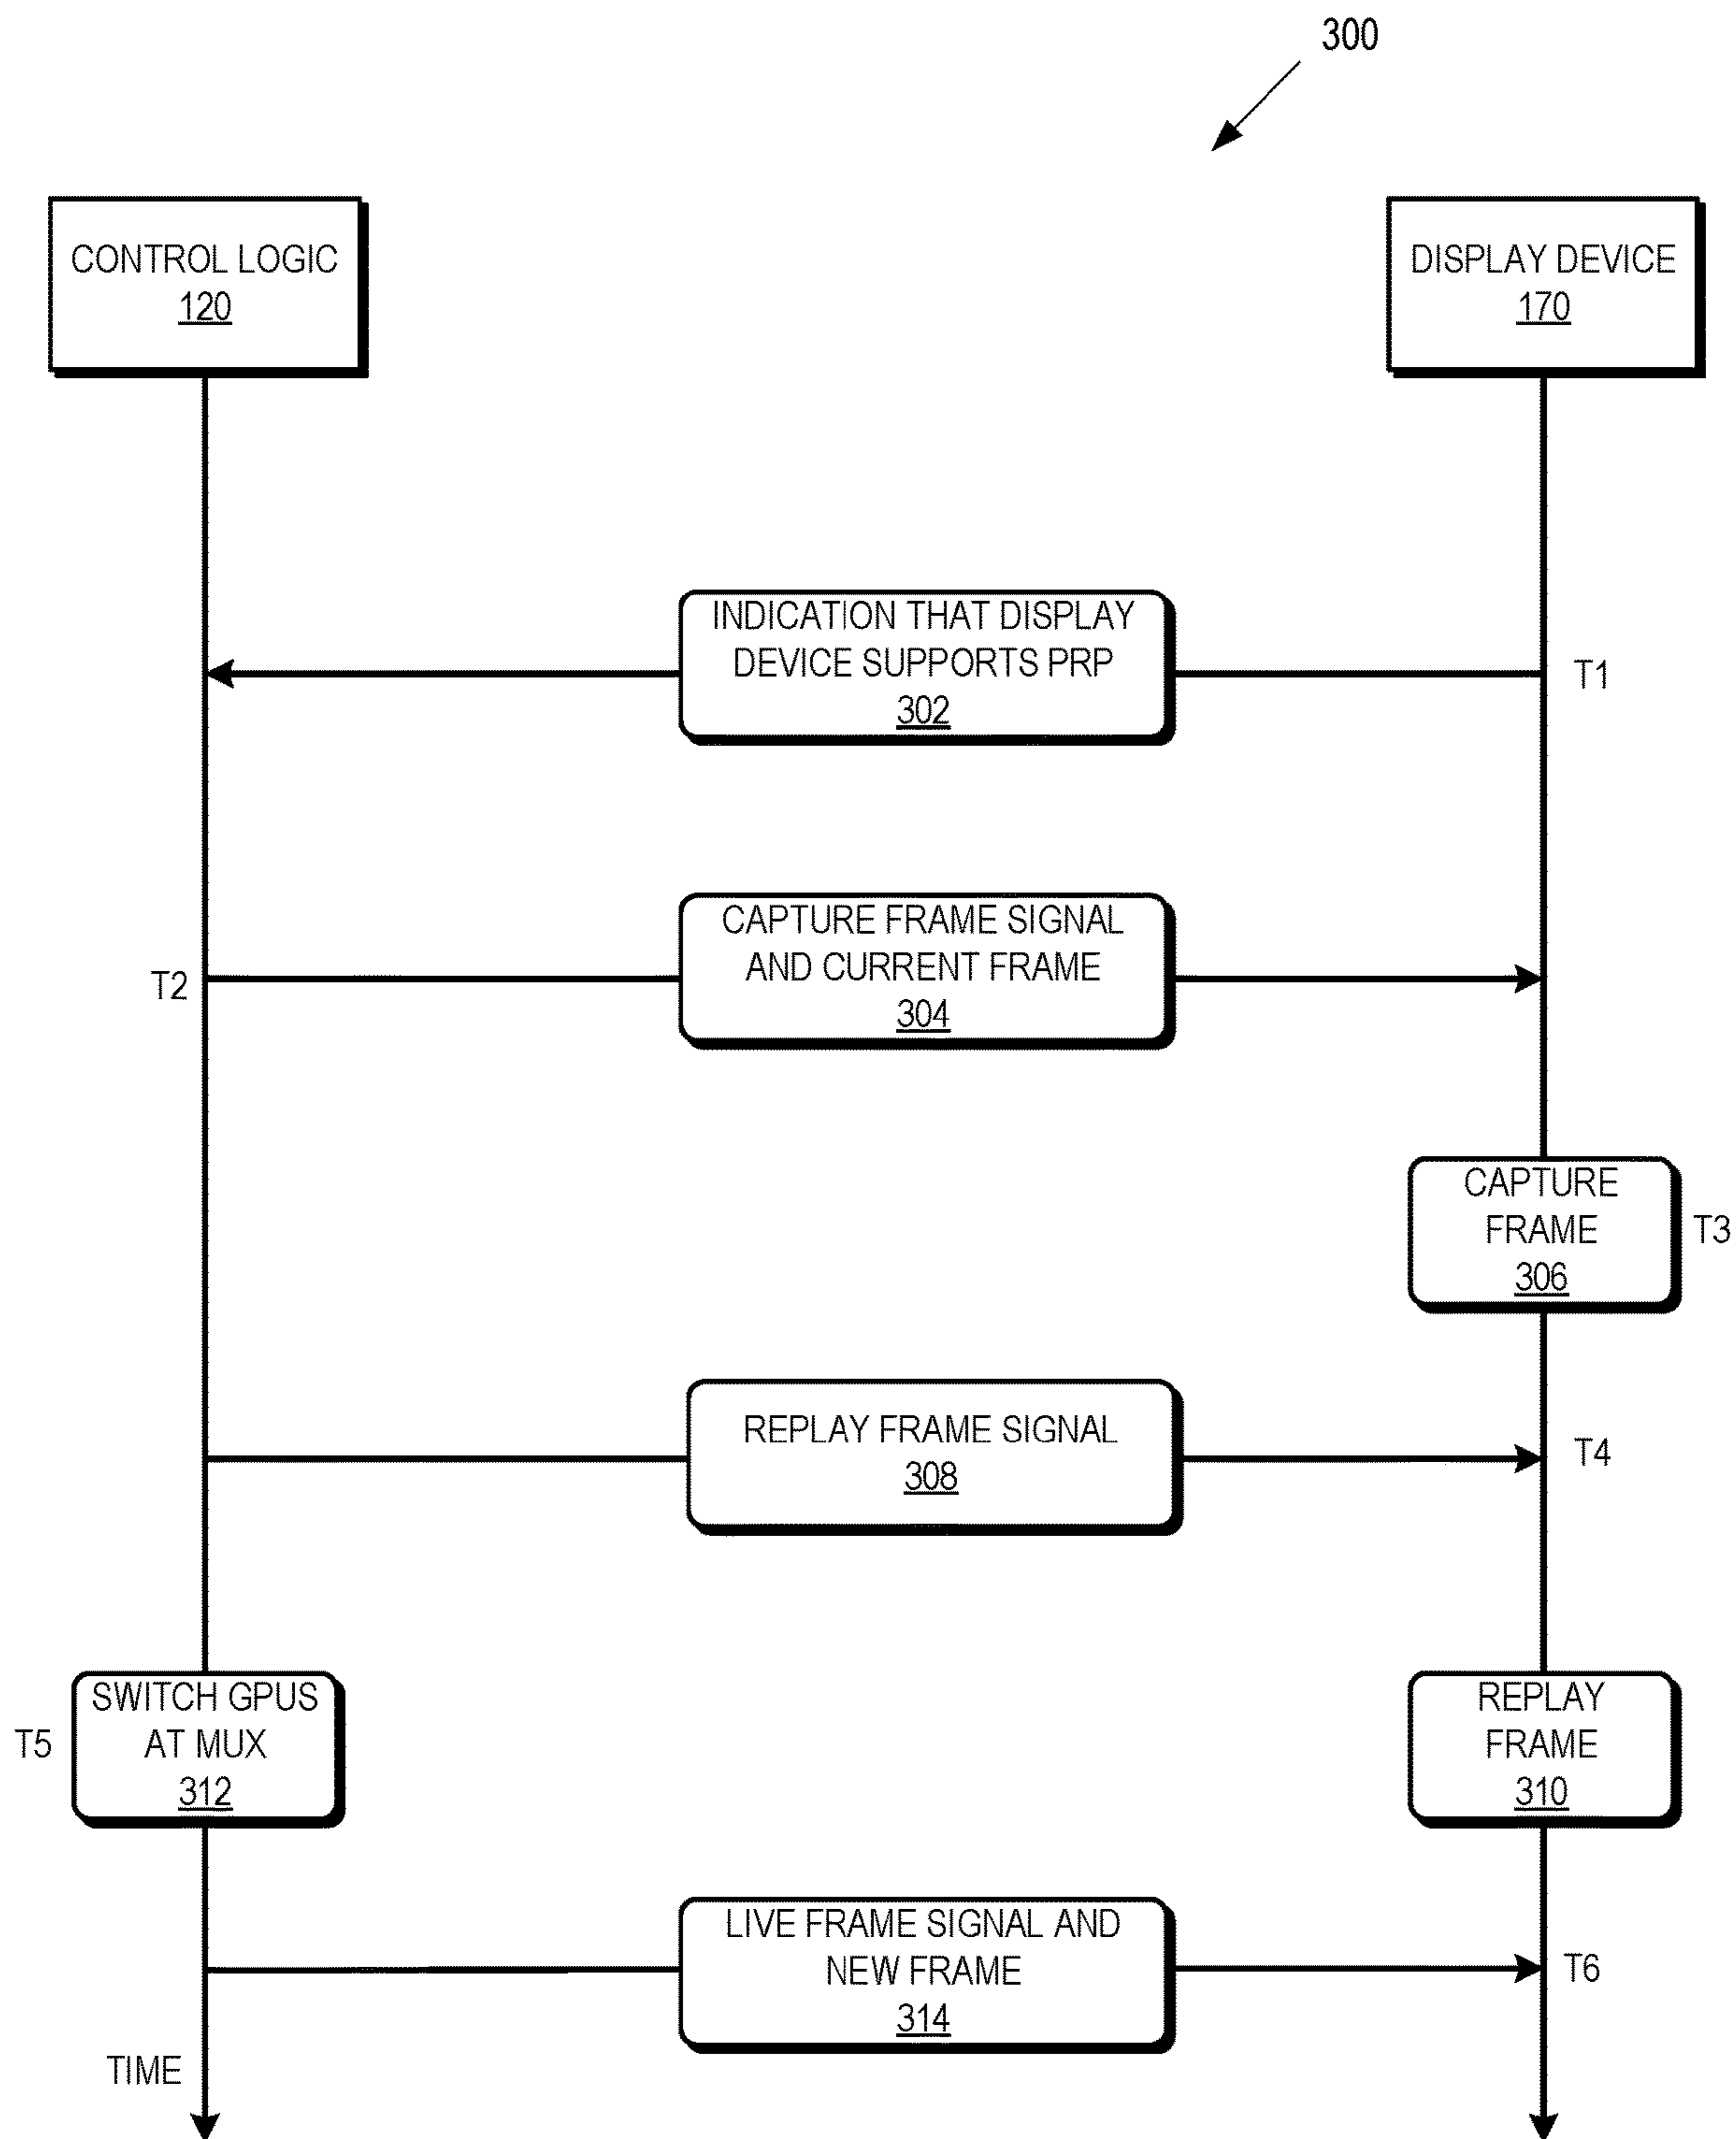 300
CONTROL LOGIC
120
DISPLAY DEVICE
170
INDICATION THAT DISPLAY
DEVICE SUPPORTS PRP
302
T1
CAPTURE FRAME SIGNAL
AND CURRENT FRAME
304
T2
CAPTURE
FRAME
306
T3
REPLAY FRAME SIGNAL
308
T4
SWITCH GPUS
AT MUX
312
T5
REPLAY
FRAME
310
LIVE FRAME SIGNAL AND
NEW FRAME
314
T6
TIME